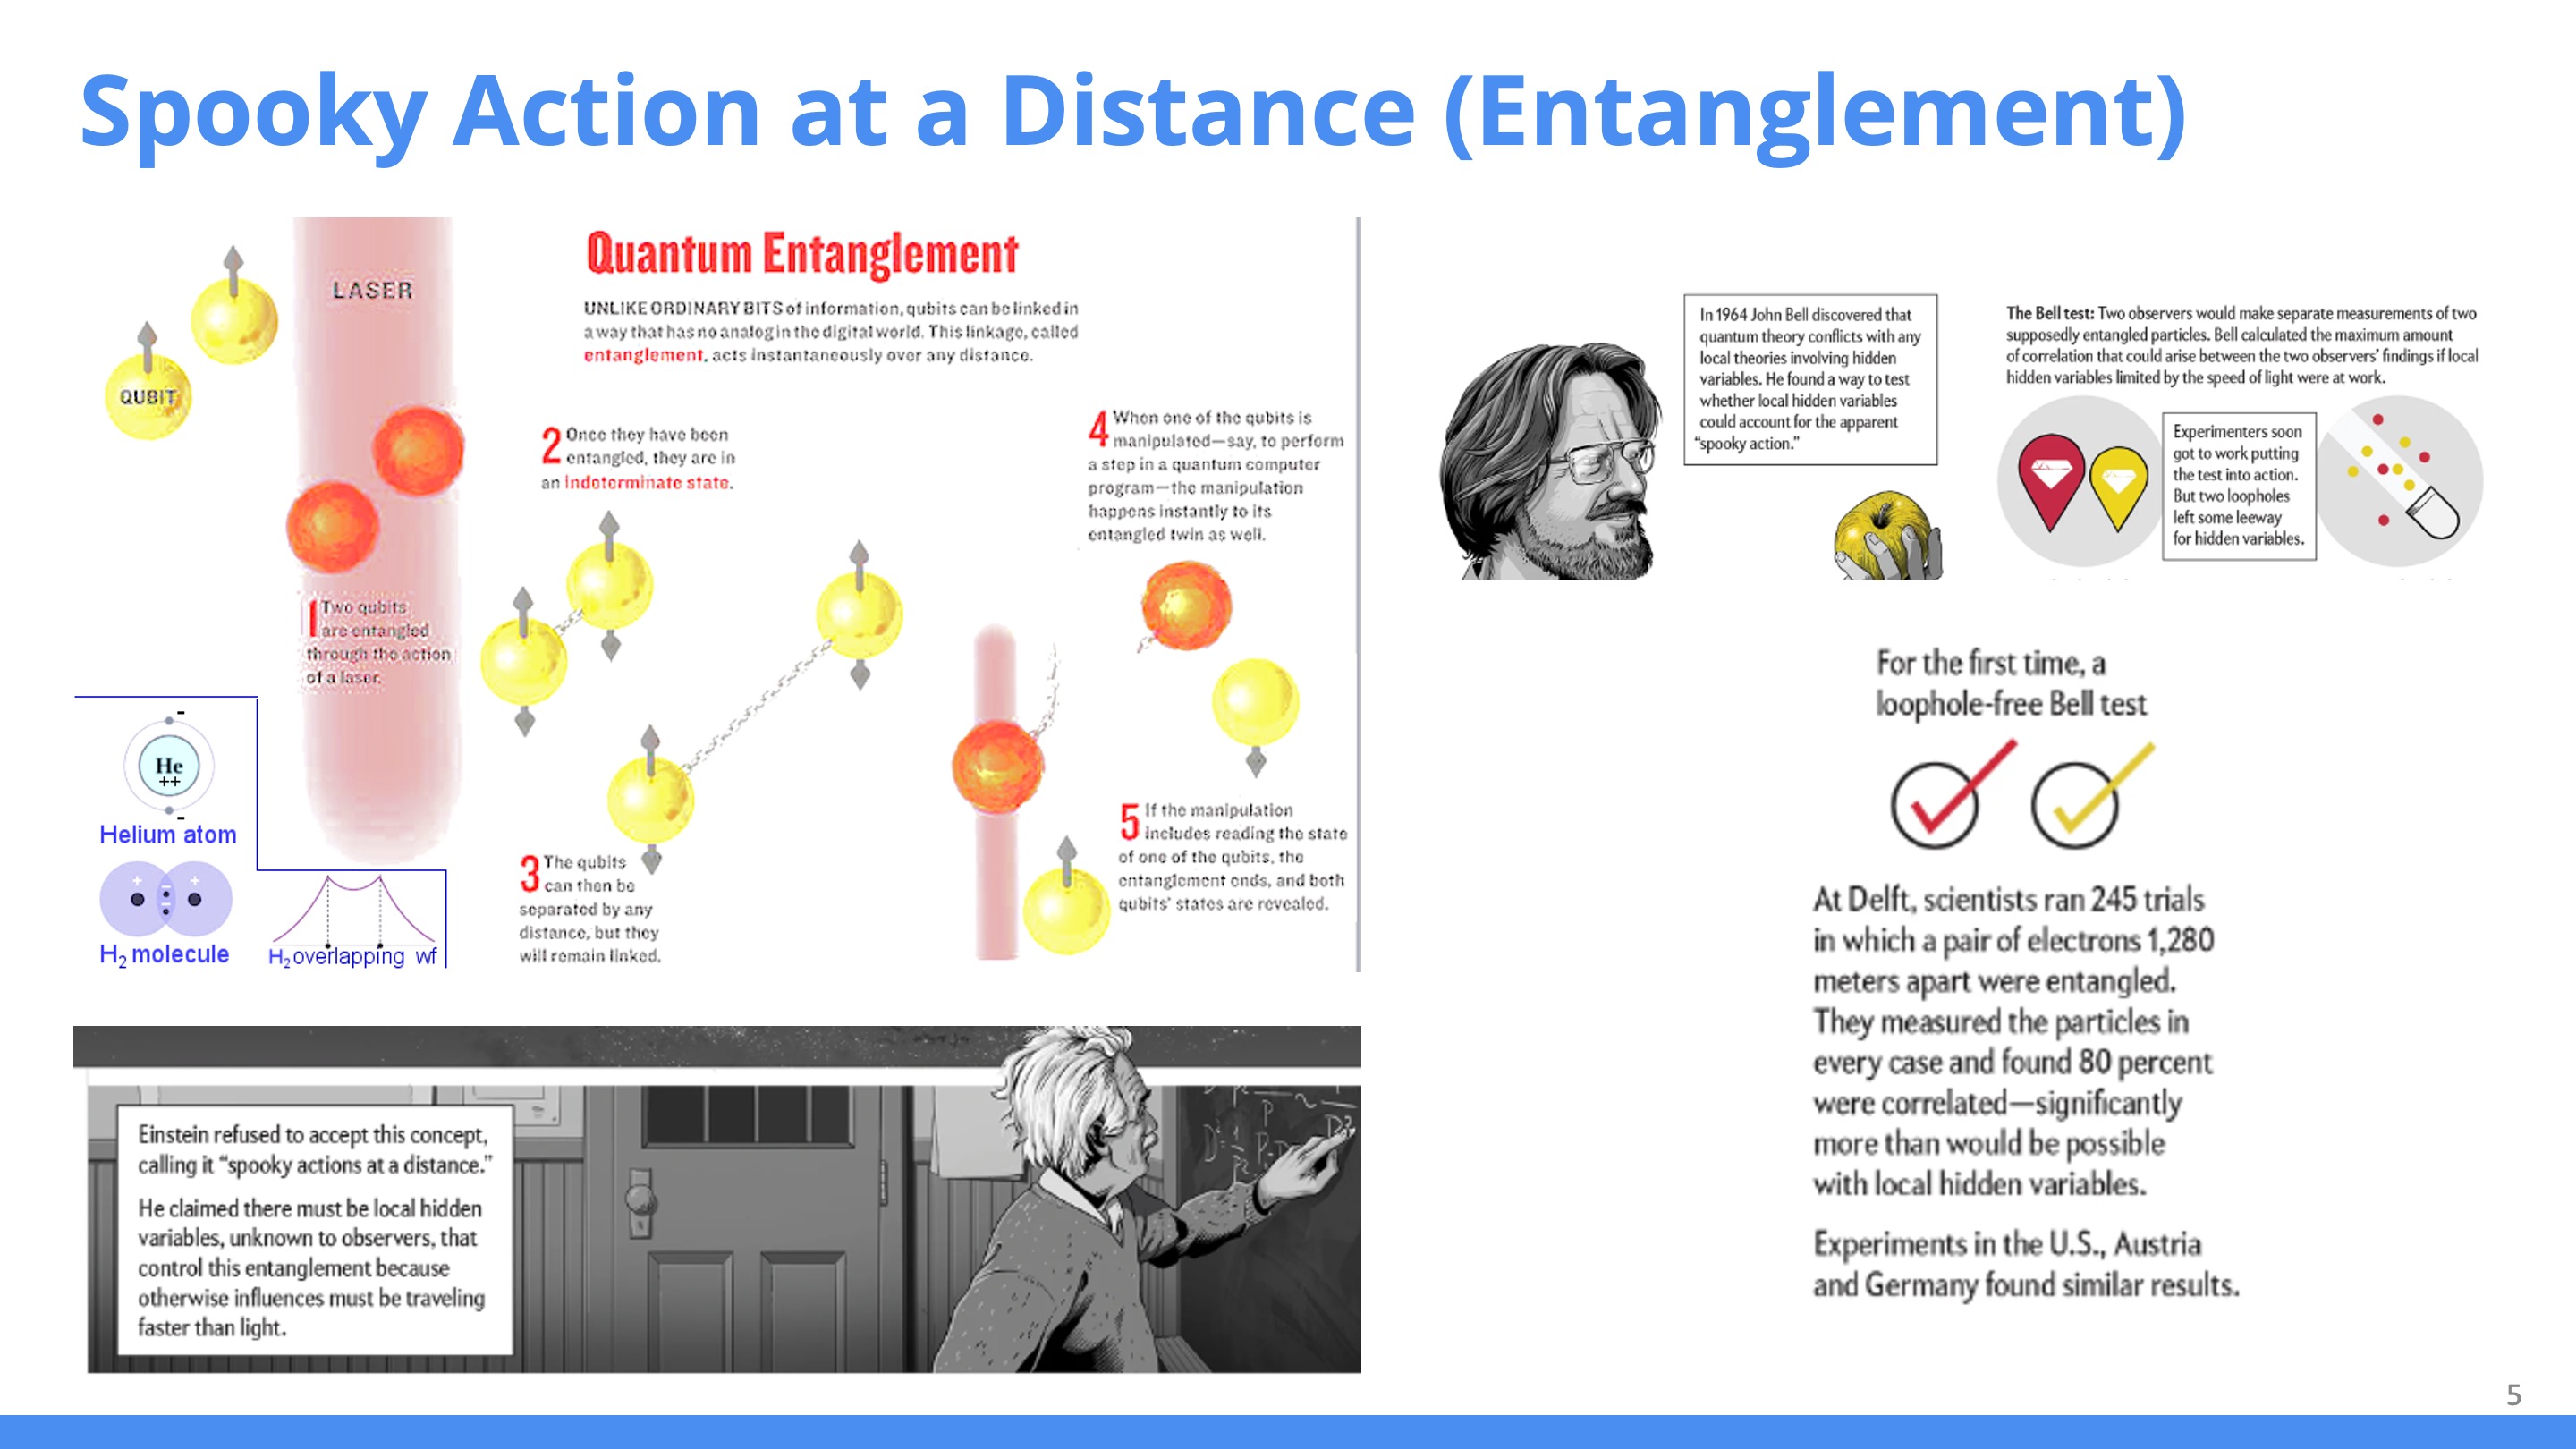 Spooky Action at a Distance (Entanglement)
Quantum Entanglement
UNLIKE ORDINARY BITS of information, qubits can be linked in
a way that has no analog in the digital world. This linkage, called
entanglement, acts instantaneously over any distance.
LASER
QUBIT
1 Two qubits
are entangled
through the action
of a laser.
2 Once they have been
entangled, they are in
an indeterminate state.
3 The qubits
can then be
separated by any
distance, but they
will remain linked.
4 When one of the qubits is
manipulated—say, to perform
a step in a quantum computer
program—the manipulation
happens instantly to its
entangled twin as well.
5 If the manipulation
includes reading the state
of one of the qubits, the
entanglement ends, and both
qubits' states are revealed.
-
He
++
-
Helium atom
+ +
H2 molecule
H2 overlapping wf
Einstein refused to accept this concept,
calling it “spooky actions at a distance.”
He claimed there must be local hidden
variables, unknown to observers, that
control this entanglement because
otherwise influences must be traveling
faster than light.
In 1964 John Bell discovered that
quantum theory conflicts with any
local theories involving hidden
variables. He found a way to test
whether local hidden variables
could account for the apparent
“spooky action.”
The Bell test: Two observers would make separate measurements of two
supposedly entangled particles. Bell calculated the maximum amount
of correlation that could arise between the two observers’ findings if local
hidden variables limited by the speed of light were at work.
Experimenters soon
got to work putting
the test into action.
But two loopholes
left some leeway
for hidden variables.
For the first time, a
loophole-free Bell test
At Delft, scientists ran 245 trials
in which a pair of electrons 1,280
meters apart were entangled.
They measured the particles in
every case and found 80 percent
were correlated—significantly
more than would be possible
with local hidden variables.
Experiments in the U.S., Austria
and Germany found similar results.
5